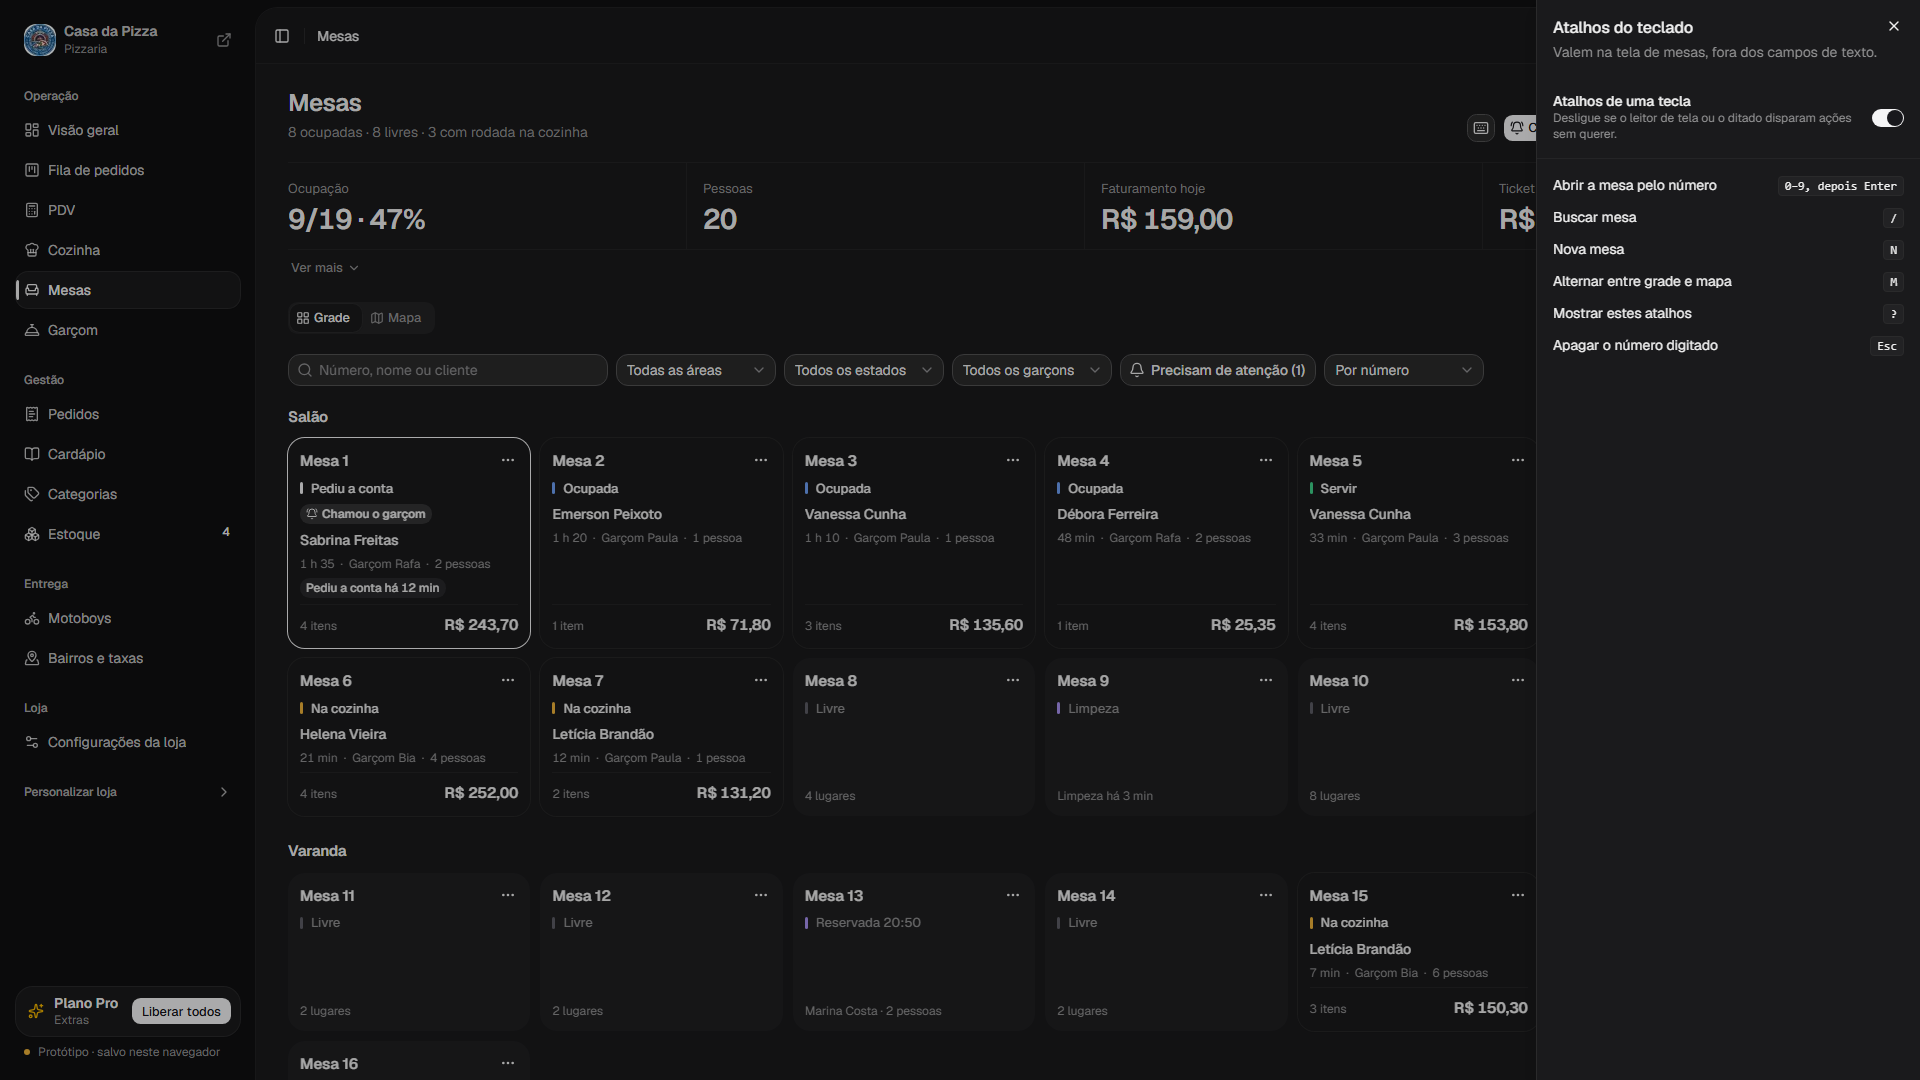 Casa da Pizza
Pizzaria
Operação
Visão geral
Fila de pedidos
PDV
Cozinha
Mesas
Garçom
Gestão
Pedidos
Cardápio
Categorias
Estoque 4
Entrega
Motoboys
Bairros e taxas
Loja
Configurações da loja
Personalizar loja
Plano Pro
Extras
Liberar todos
Protótipo · salvo neste navegador
Mesas
Mesas
8 ocupadas · 8 livres · 3 com rodada na cozinha
Ocupação
9/19 · 47%
Pessoas
20
Faturamento hoje
R$ 159,00
Ticket
R$
Ver mais
Grade Mapa
Número, nome ou cliente
Todas as áreas
Todos os estados
Todos os garçons
Precisam de atenção (1)
Por número
Salão
Mesa 1
Pediu a conta
Chamou o garçom
Sabrina Freitas
1 h 35 · Garçom Rafa · 2 pessoas
Pediu a conta há 12 min
4 itens R$ 243,70
Mesa 2
Ocupada
Emerson Peixoto
1 h 20 · Garçom Paula · 1 pessoa
1 item R$ 71,80
Mesa 3
Ocupada
Vanessa Cunha
1 h 10 · Garçom Paula · 1 pessoa
3 itens R$ 135,60
Mesa 4
Ocupada
Débora Ferreira
48 min · Garçom Rafa · 2 pessoas
1 item R$ 25,35
Mesa 5
Servir
Vanessa Cunha
33 min · Garçom Paula · 3 pessoas
4 itens R$ 153,80
Mesa 6
Na cozinha
Helena Vieira
21 min · Garçom Bia · 4 pessoas
4 itens R$ 252,00
Mesa 7
Na cozinha
Letícia Brandão
12 min · Garçom Paula · 1 pessoa
2 itens R$ 131,20
Mesa 8
Livre
4 lugares
Mesa 9
Limpeza
Limpeza há 3 min
Mesa 10
Livre
8 lugares
Varanda
Mesa 11
Livre
2 lugares
Mesa 12
Livre
2 lugares
Mesa 13
Reservada 20:50
Marina Costa · 2 pessoas
Mesa 14
Livre
2 lugares
Mesa 15
Na cozinha
Letícia Brandão
7 min · Garçom Bia · 6 pessoas
3 itens R$ 150,30
Mesa 16
Atalhos do teclado
Valem na tela de mesas, fora dos campos de texto.
Atalhos de uma tecla
Desligue se o leitor de tela ou o ditado disparam ações
sem querer.
Abrir a mesa pelo número 0–9, depois Enter
Buscar mesa /
Nova mesa N
Alternar entre grade e mapa M
Mostrar estes atalhos ?
Apagar o número digitado Esc